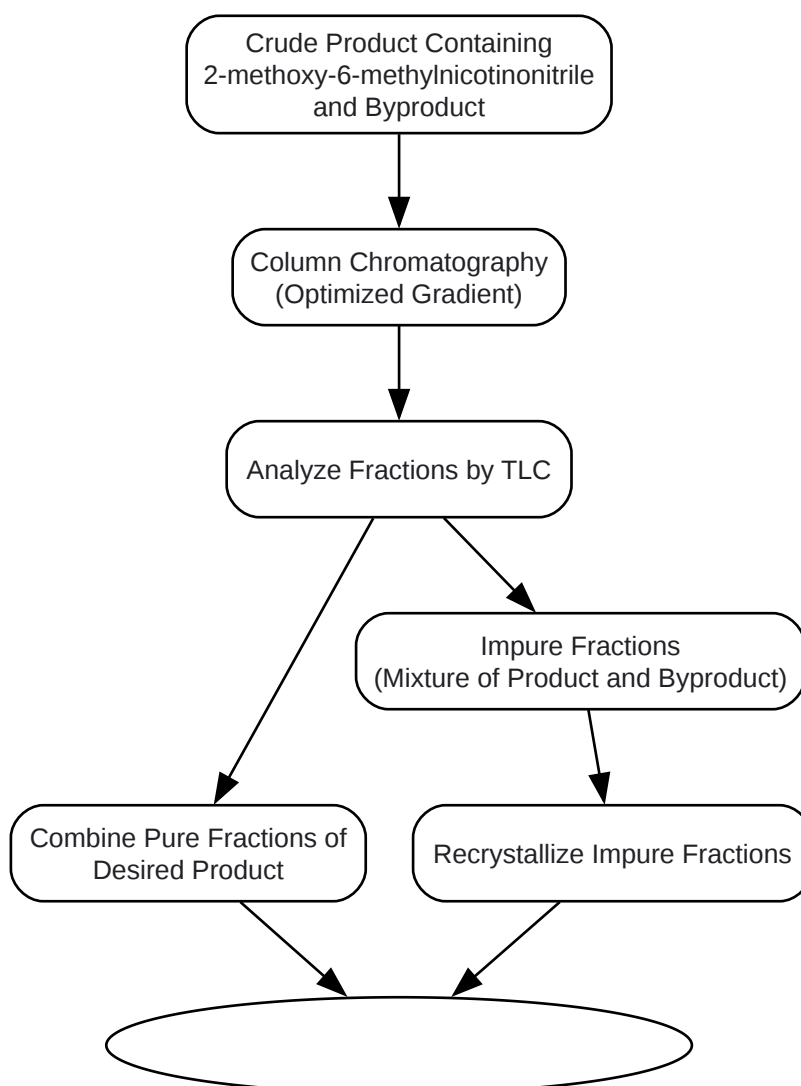 Crude Product Containing
2-methoxy-6-methylnicotinonitrile
and Byproduct
Column Chromatography
(Optimized Gradient)
Analyze Fractions by TLC
Impure Fractions
(Mixture of Product and Byproduct)
Combine Pure Fractions of
Desired Product
Recrystallize Impure Fractions